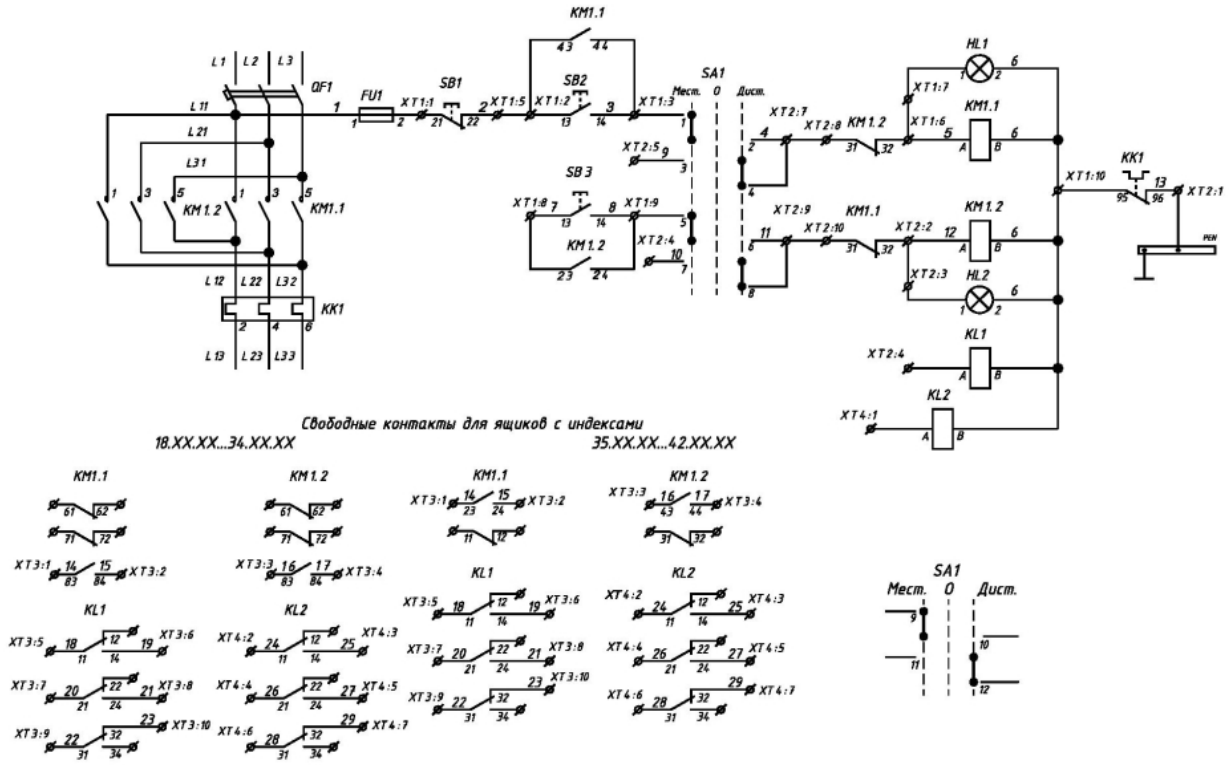 KM1.1
43 44
L1 L2 L3
QF1
L11
1 FU1
1 2
XT1:1
SB1
21 22
2 XT1:5
XT1:2
SB2
13 14
3 XT1:3
SA1
Мест. 0 Дист.
1
2
3
4
5
6
7
8
XT2:5 9
4 XT2:7
XT2:8
KM1.2
31 32
XT1:7
XT1:6
HL1
1 2 6
KM1.1
5 A B 6
XT1:10
KK1
95 96
13
XT2:1
PEN
L21
L31
1 3 5
KM1.2
1 3 5
KM1.1
XT1:8 7
SB3
13 14
8 XT1:9
KM1.2
23 24
XT2:4
10
11 XT2:9
XT2:10
KM1.1
31 32
XT2:2
XT2:3
KM1.2
12 A B 6
HL2
1 2 6
L12 L22 L32
KK1
2 4 6
L13 L23 L33
XT2:4
KL1
A B
XT4:1
KL2
A B
Свободные контакты для ящиков с индексами
18.XX.XX...34.XX.XX 35.XX.XX...42.XX.XX
KM1.1
61 62
71 72
XT3:1 14 15 XT3:2
83 84
KM1.2
61 62
71 72
XT3:3 16 17 XT3:4
83 84
KM1.1
XT3:1 14 15 XT3:2
23 24
11 12
KM1.2
XT3:3 16 17 XT3:4
43 44
31 32
KL1
XT3:5 18 12 19 XT3:6
11 14
XT3:7 20 22 21 XT3:8
21 24
XT3:9 22 32 23 XT3:10
31 34
KL2
XT4:2 24 12 25 XT4:3
11 14
XT4:4 26 22 27 XT4:5
21 24
XT4:6 28 32 29 XT4:7
31 34
KL1
XT3:5 18 12 19 XT3:6
11 14
XT3:7 20 22 21 XT3:8
21 24
XT3:9 22 32 23 XT3:10
31 34
KL2
XT4:2 24 12 25 XT4:3
11 14
XT4:4 26 22 27 XT4:5
21 24
XT4:6 28 32 29 XT4:7
31 34
SA1
Мест. 0 Дист.
9
10
11
12